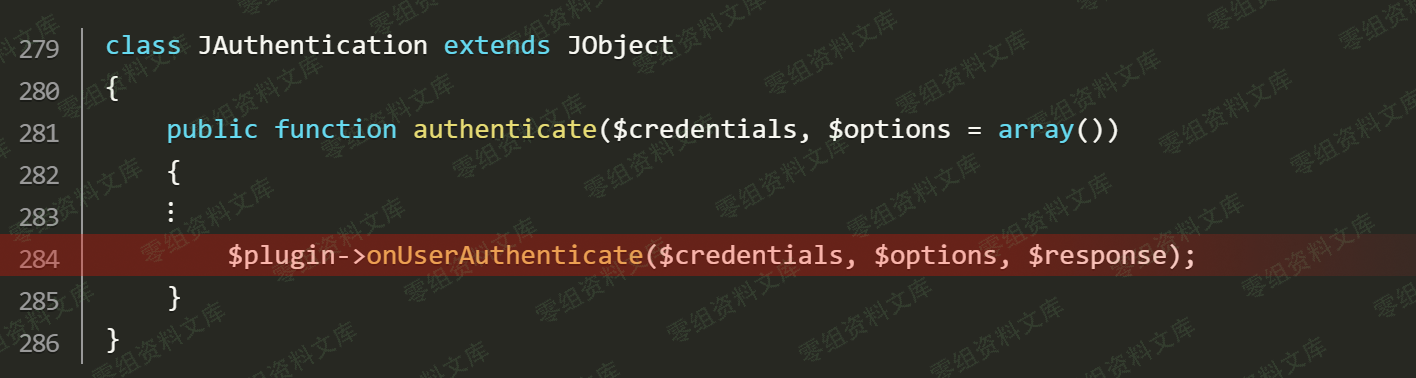 279 class JAuthentication extends JObject
280 {
281     public function authenticate($credentials, $options = array())
282     {
283     ⋮
284         $plugin->onUserAuthenticate($credentials, $options, $response);
285     }
286 }
零组资料文库